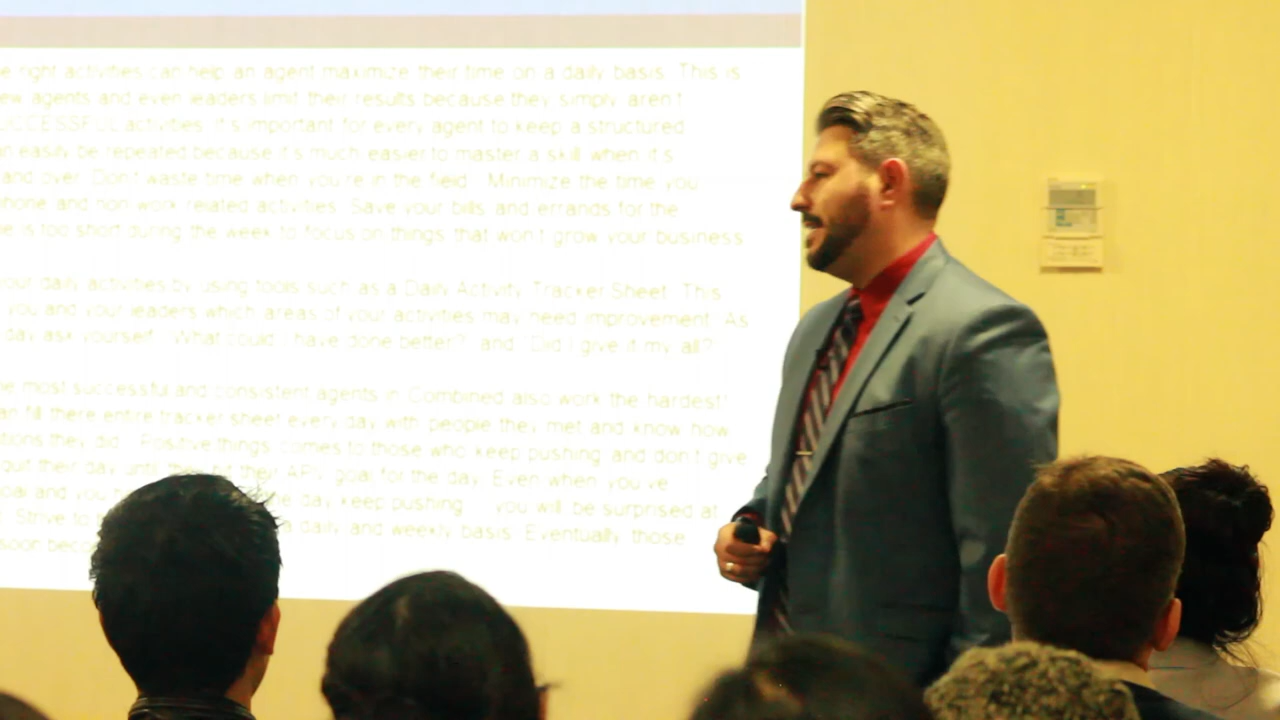 e right activities can help an agent maximize their time on a daily basis. This is
ew agents and even leaders limit their results because they simply aren't
UCCESSFUL activities. It's important for every agent to keep a structured
n easily be repeated because it's much easier to master a skill when it's
and over. Don't waste time when you're in the field. Minimize the time you
phone and non work related activities. Save your bills and errands for the
e is too short during the week to focus on things that won't grow your business
your daily activities by using tools such as a Daily Activity Tracker Sheet. This
you and your leaders which areas of your activities may need improvement. As
day ask yourself, "What could I have done better?" and "Did I give it my all?"
he most successful and consistent agents in Combined also work the hardest!
an fill there entire tracker sheet everyday with people they met and know how
tions they did. Positive things comes to those who keep pushing and don't give
quit their day until they hit their goal for the day. Even when you've
oal and you he day keep pushing you will be surprised at
Strive to a daily and weekly basis. Eventually those
soon beco